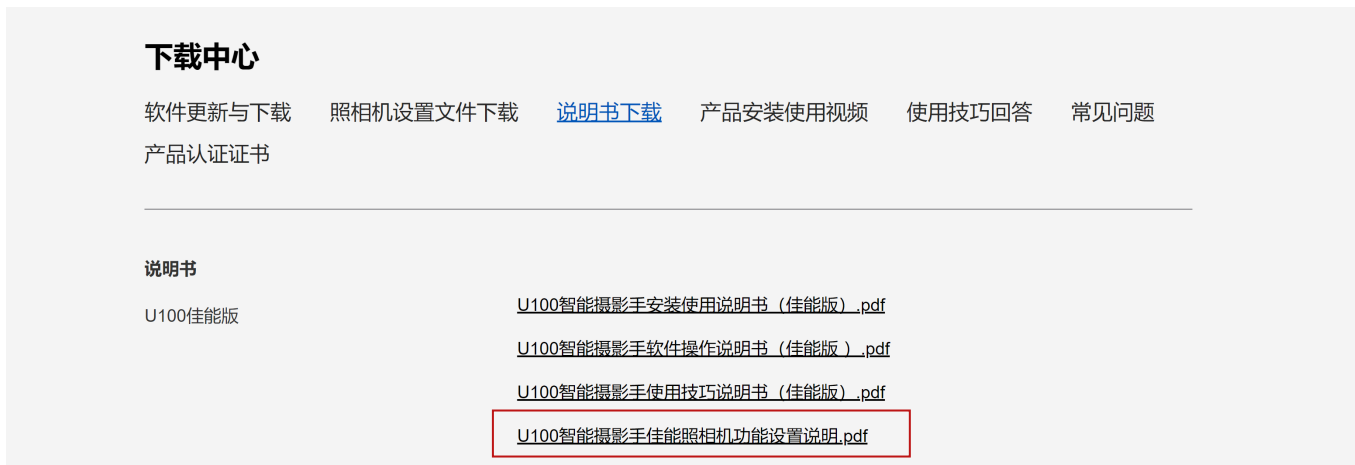 下载中心
软件更新与下载 照相机设置文件下载 说明书下载 产品安装使用视频 使用技巧回答 常见问题
产品认证证书
说明书
U100佳能版
U100智能摄影手安装使用说明书（佳能版）.pdf
U100智能摄影手软件操作说明书（佳能版 ）.pdf
U100智能摄影手使用技巧说明书（佳能版）.pdf
U100智能摄影手佳能照相机功能设置说明.pdf